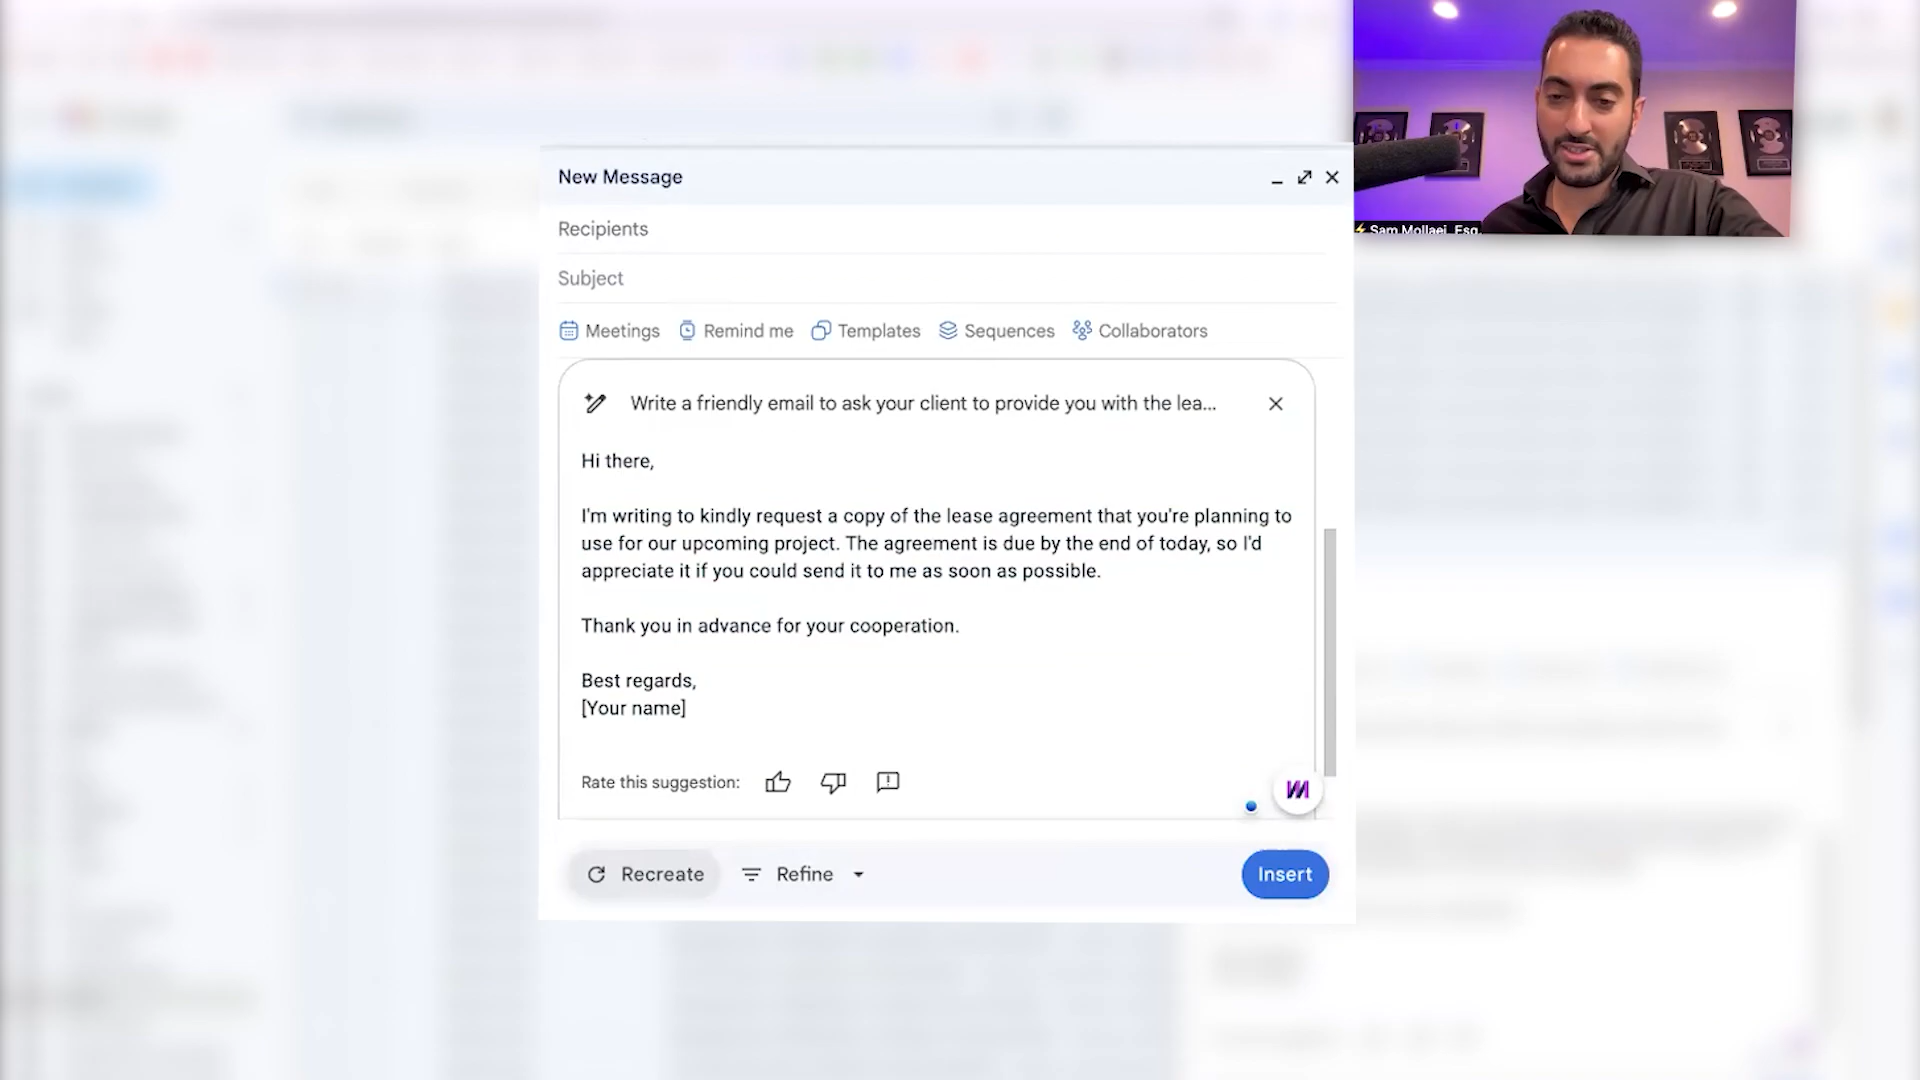 New Message
Recipients
Subject
Meetings Remind me Templates Sequences Collaborators
Write a friendly email to ask your client to provide you with the lea...
Hi there,
I'm writing to kindly request a copy of the lease agreement that you're planning to
use for our upcoming project. The agreement is due by the end of today, so I'd
appreciate it if you could send it to me as soon as possible.
Thank you in advance for your cooperation.
Best regards,
[Your name]
Rate this suggestion:
Recreate Refine Insert
Sam Mollaei, Esq.